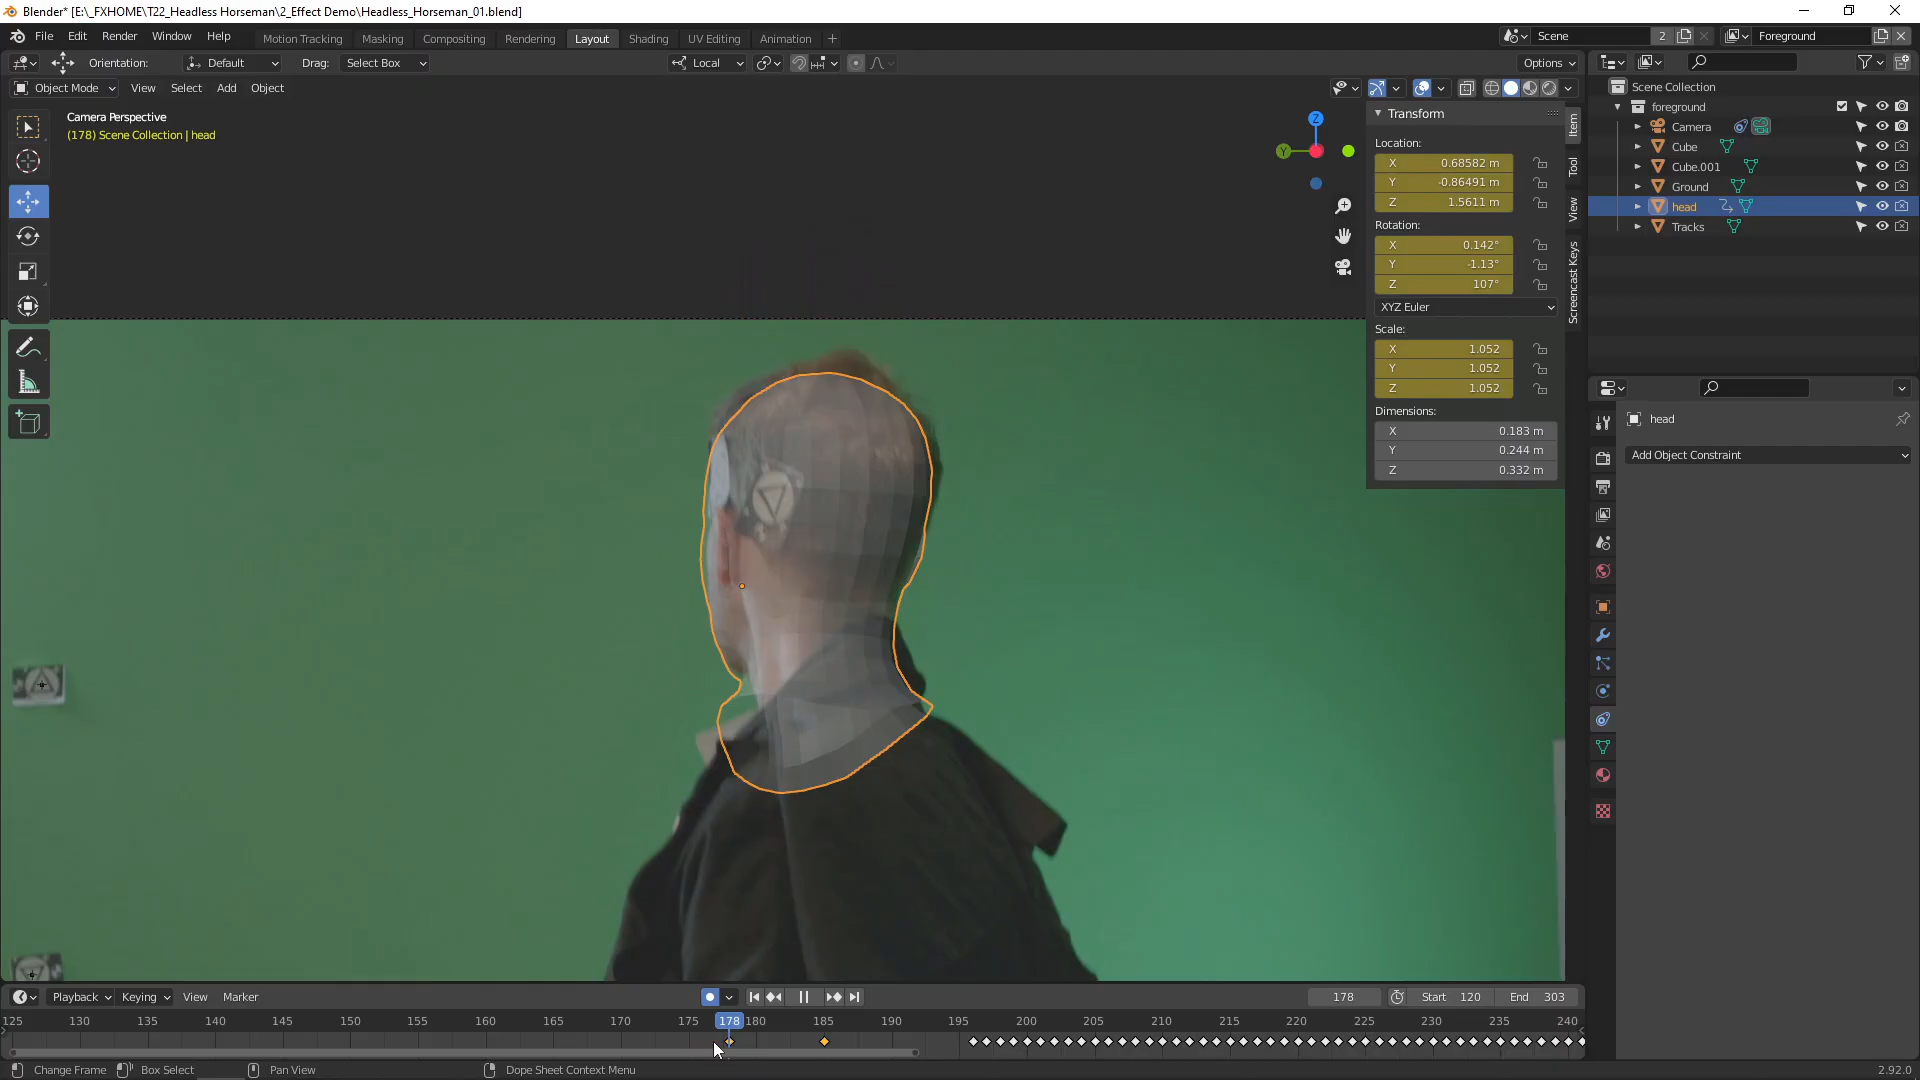 Blender* [E:\_FXHOME\T22_Headless Horseman\2_Effect Demo\Headless_Horseman_01.blend]
File Edit Render Window Help
Motion Tracking Masking Compositing Rendering Layout Shading UV Editing Animation +
Scene 2 Foreground
Orientation: Default Drag: Select Box Local Options
Object Mode View Select Add Object
Camera Perspective
(178) Scene Collection | head
Z
Y
Transform
Location:
X 0.68582 m
Y -0.86491 m
Z 1.5611 m
Rotation:
X 0.142°
Y -1.13°
Z 107°
XYZ Euler
Scale:
X 1.052
Y 1.052
Z 1.052
Dimensions:
X 0.183 m
Y 0.244 m
Z 0.332 m
Item
Tool
View
Screencast Keys
Scene Collection
foreground
Camera
Cube
Cube.001
Ground
head
Tracks
head
Add Object Constraint
Playback Keying View Marker 178 Start 120 End 303
125 130 135 140 145 150 155 160 165 170 175 178 180 185 190 195 200 205 210 215 220 225 230 235 240
Change Frame Box Select Pan View Dope Sheet Context Menu 2.92.0